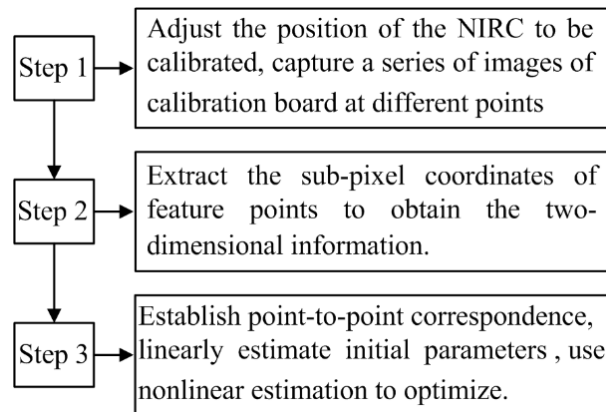 Step 1
Adjust the position of the NIRC to be
calibrated, capture a series of images of
calibration board at different points
Step 2
Extract the sub-pixel coordinates of
feature points to obtain the two-
dimensional information.
Step 3
Establish point-to-point correspondence,
linearly estimate initial parameters , use
nonlinear estimation to optimize.